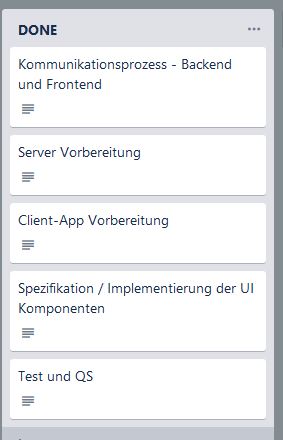 DONE
Kommunikationsprozess - Backend
und Frontend
Server Vorbereitung
Client-App Vorbereitung
Spezifikation / Implementierung der UI
Komponenten
Test und QS